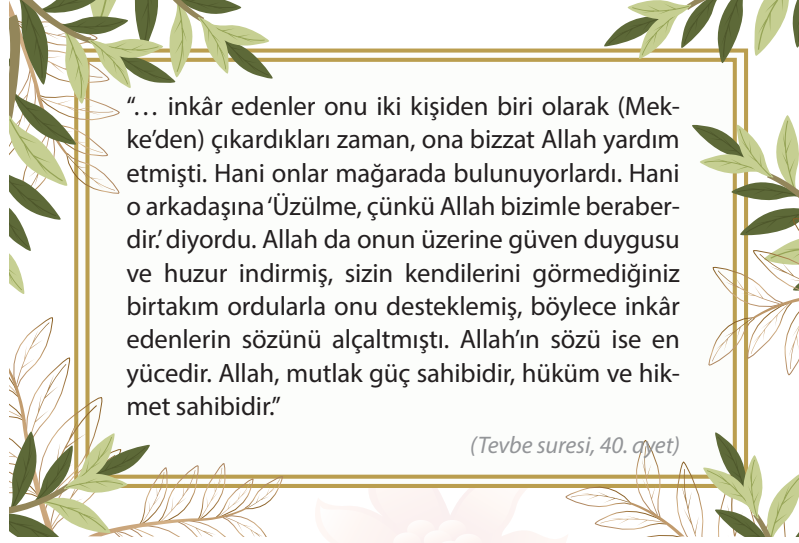 “… inkâr edenler onu iki kişiden biri olarak (Mek-
ke’den) çıkardıkları zaman, ona bizzat Allah yardım
etmişti. Hani onlar mağarada bulunuyorlardı. Hani
o arkadaşına ‘Üzülme, çünkü Allah bizimle beraber-
dir.’ diyordu. Allah da onun üzerine güven duygusu
ve huzur indirmiş, sizin kendilerini görmediğiniz
birtakım ordularla onu desteklemiş, böylece inkâr
edenlerin sözünü alçaltmıştı. Allah’ın sözü ise en
yücedir. Allah, mutlak güç sahibidir, hüküm ve hik-
met sahibidir.”
(Tevbe suresi, 40. ayet)